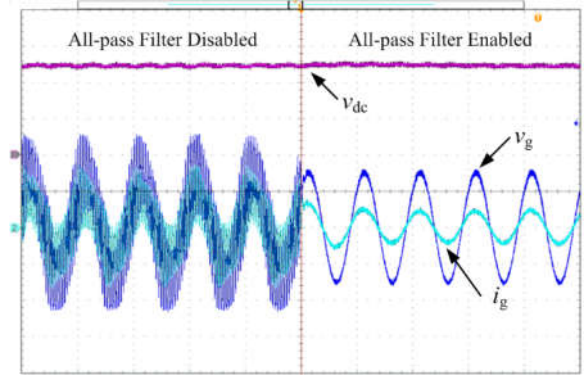 All-pass Filter Disabled
All-pass Filter Enabled
vdc
vg
ig